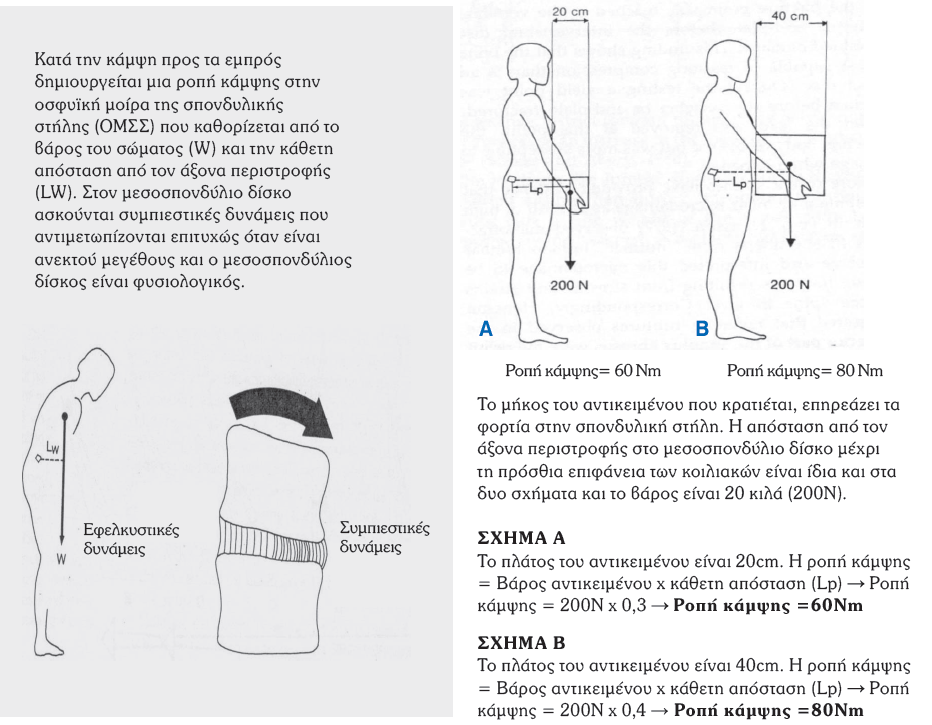 Κατά την κάμψη προς τα εμπρός
δημιουργείται μια ροπή κάμψης στην
οσφυϊκή μοίρα της σπονδυλικής
στήλης (ΟΜΣΣ) που καθορίζεται από το
βάρος του σώματος (W) και την κάθετη
απόσταση από τον άξονα περιστροφής
(LW). Στον μεσοσπονδύλιο δίσκο
ασκούνται συμπιεστικές δυνάμεις που
αντιμετωπίζονται επιτυχώς όταν είναι
ανεκτού μεγέθους και ο μεσοσπονδύλιος
δίσκος είναι φυσιολογικός.
LW
W
Εφελκυστικές
δυνάμεις
Συμπιεστικές
δυνάμεις
20 cm
40 cm
Lp
Lp
200 N
200 N
A
B
Ροπή κάμψης= 60 Nm
Ροπή κάμψης= 80 Nm
Το μήκος του αντικειμένου που κρατιέται, επηρεάζει τα
φορτία στην σπονδυλική στήλη. Η απόσταση από τον
άξονα περιστροφής στο μεσοσπονδύλιο δίσκο μέχρι
τη πρόσθια επιφάνεια των κοιλιακών είναι ίδια και στα
δυο σχήματα και το βάρος είναι 20 κιλά (200Ν).
ΣΧΗΜΑ Α
Το πλάτος του αντικειμένου είναι 20cm. Η ροπή κάμψης
= Βάρος αντικειμένου x κάθετη απόσταση (Lp) → Ροπή
κάμψης = 200N x 0,3 → Ροπή κάμψης =60Nm
ΣΧΗΜΑ Β
Το πλάτος του αντικειμένου είναι 40cm. Η ροπή κάμψης
= Βάρος αντικειμένου x κάθετη απόσταση (Lp) → Ροπή
κάμψης = 200N x 0,4 → Ροπή κάμψης =80Nm